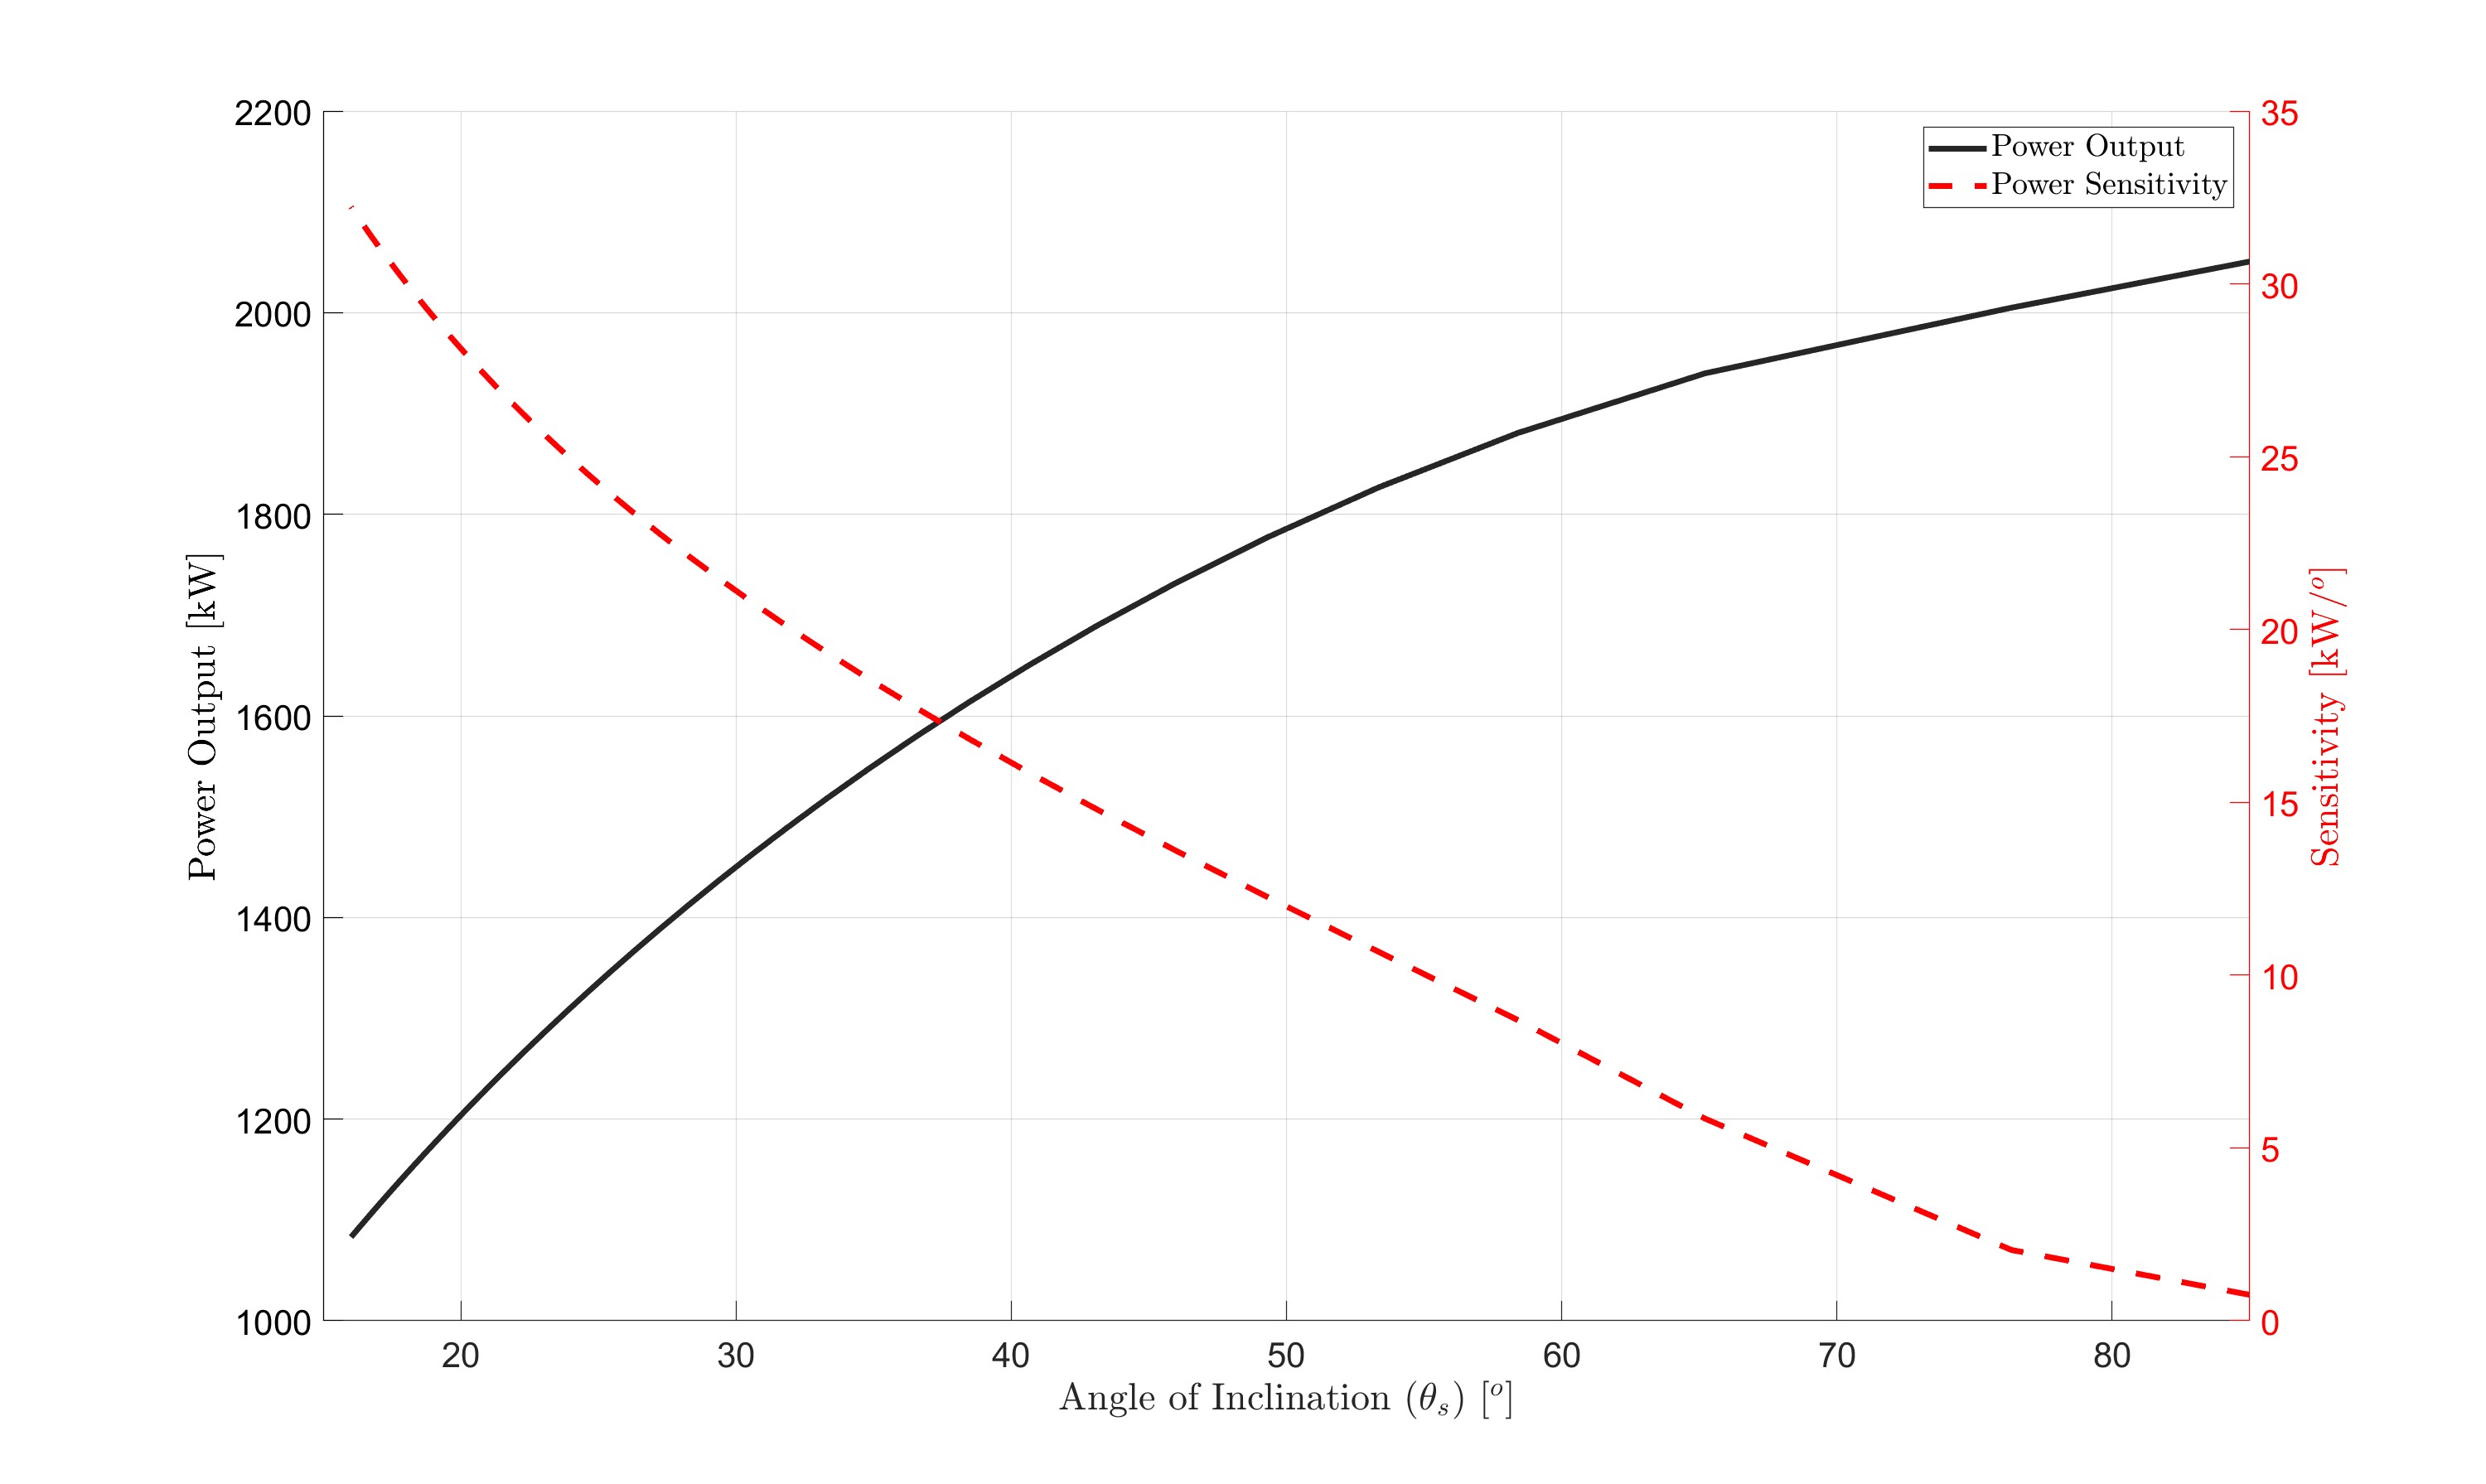 2200
2000
1800
1600
1400
1200
1000
Power Output [kW]
35
30
25
20
15
10
5
0
Sensitivity [kW/°]
Power Output
Power Sensitivity
20 30 40 50 60 70 80
Angle of Inclination (θₛ) [°]